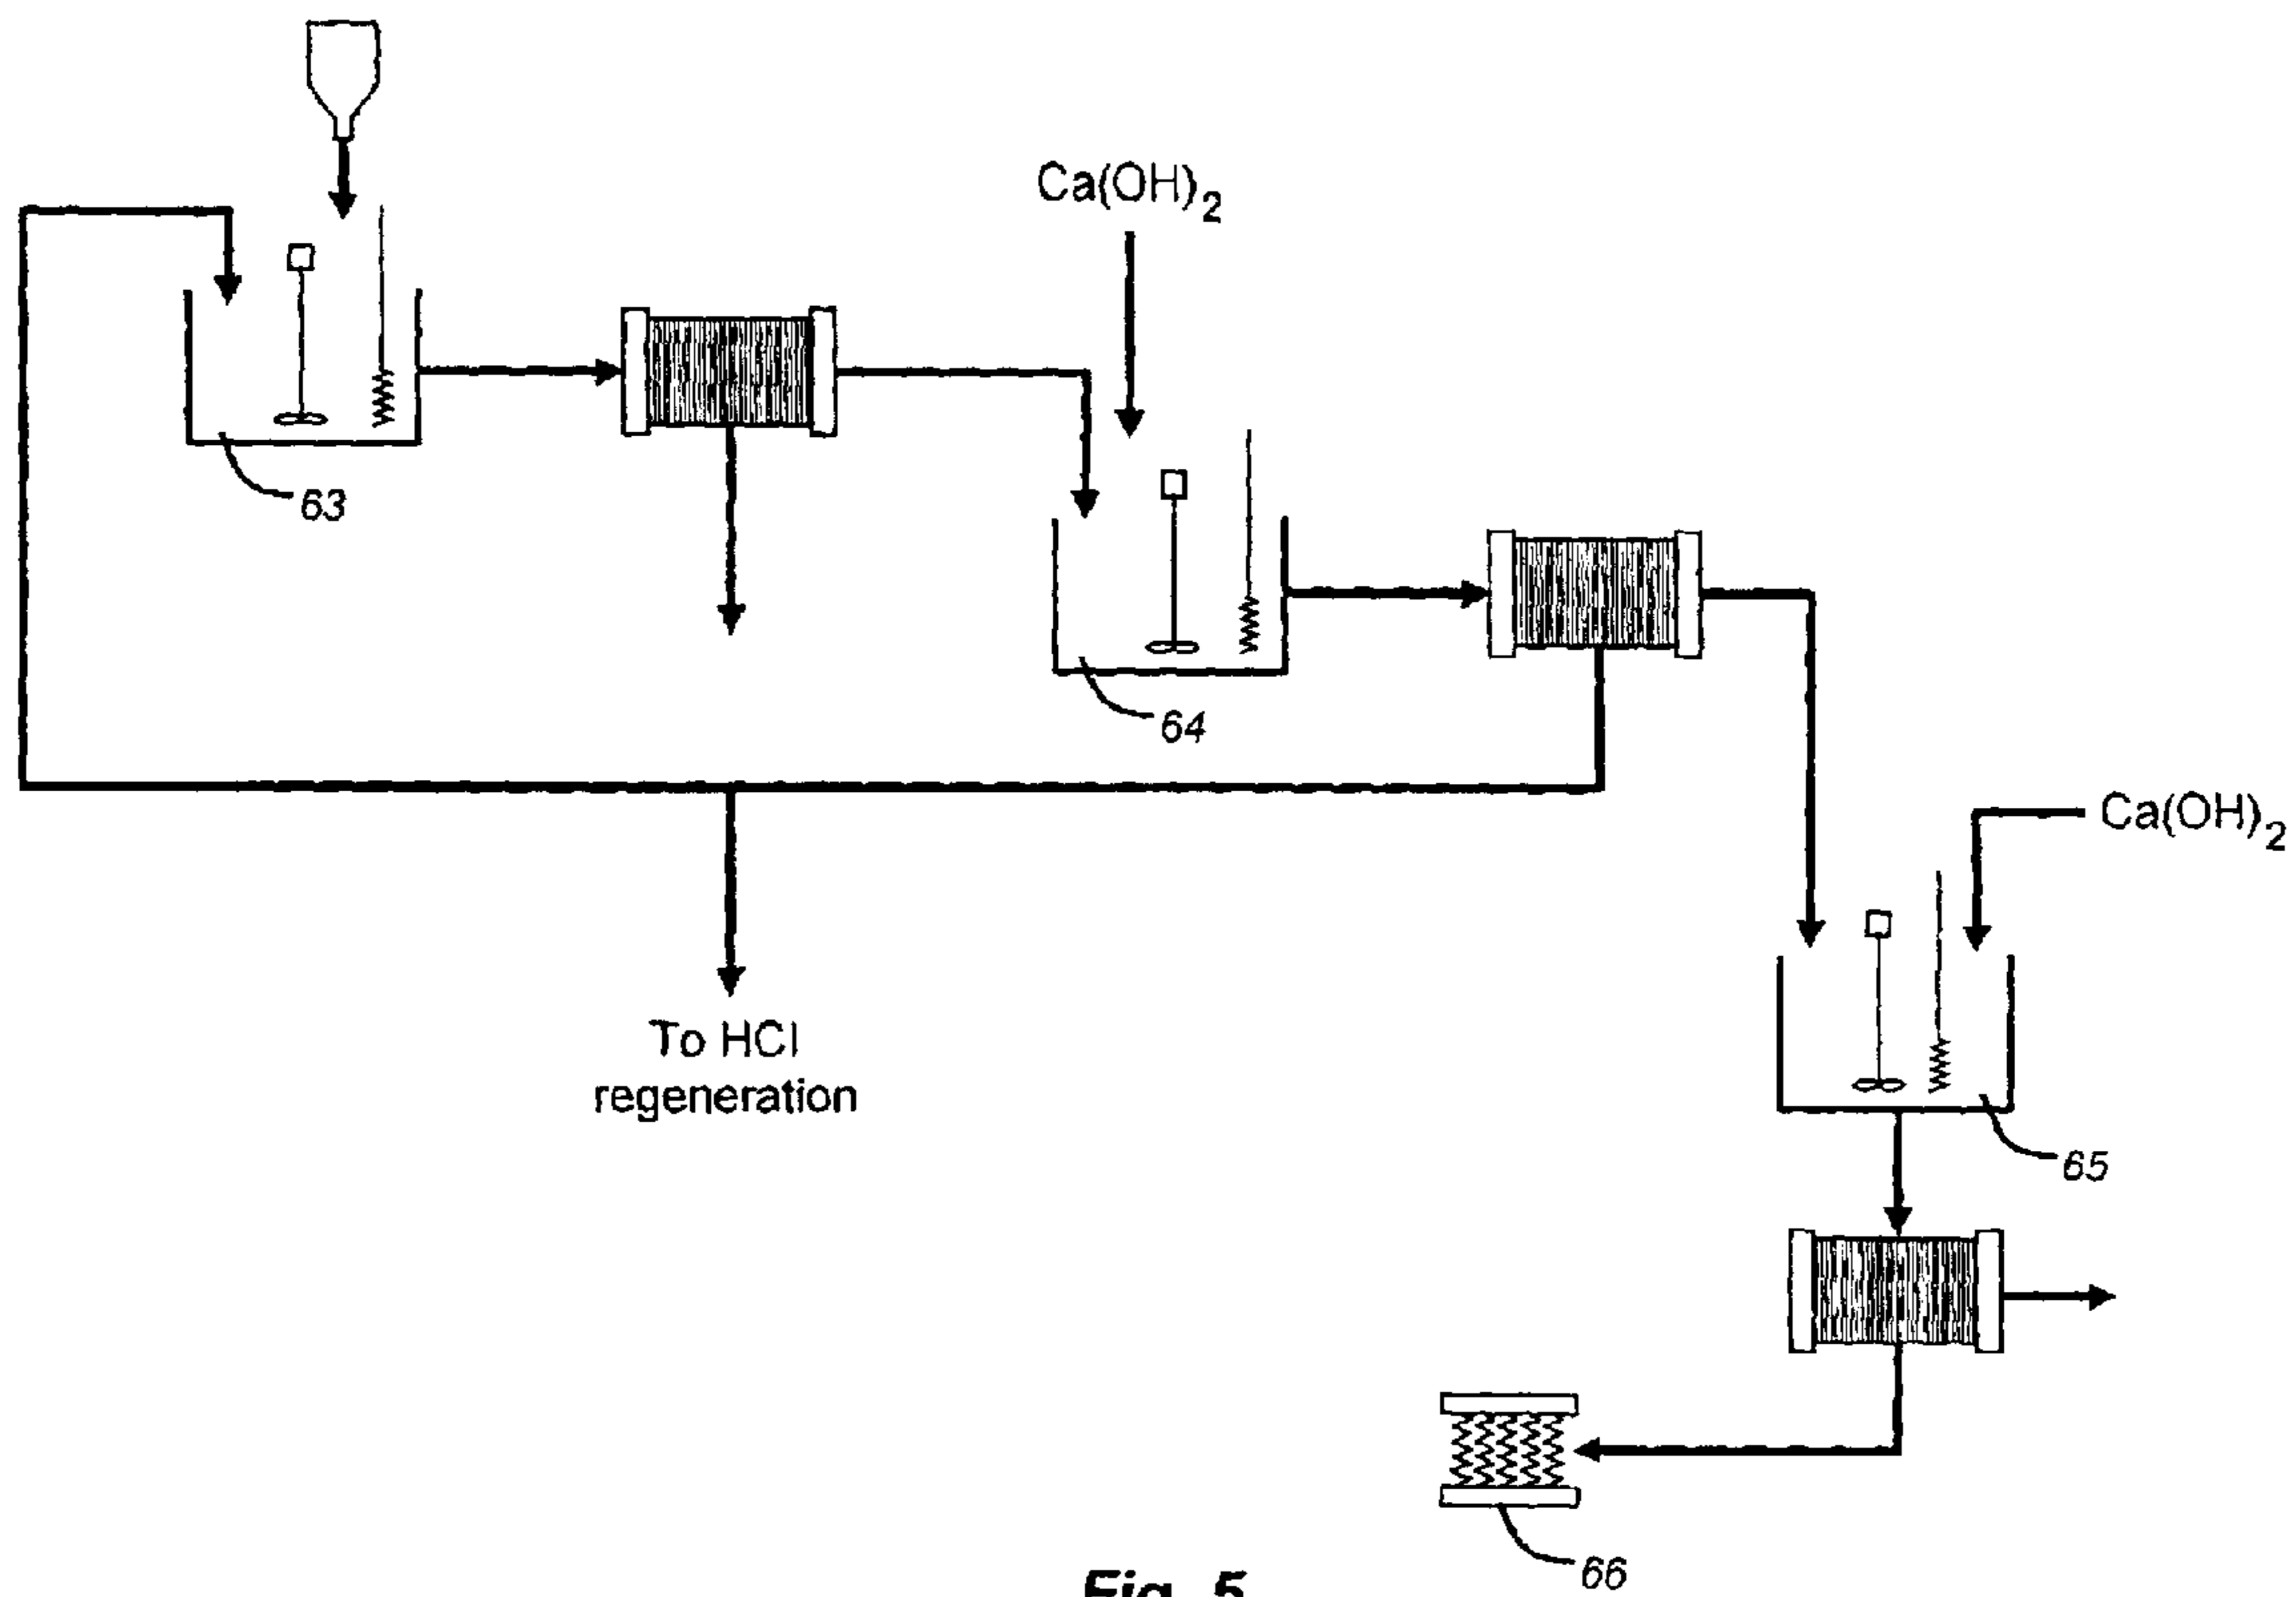 Ca(OH)2
63
64
Ca(OH)2
To HCl
regeneration
65
66
Fig. 5